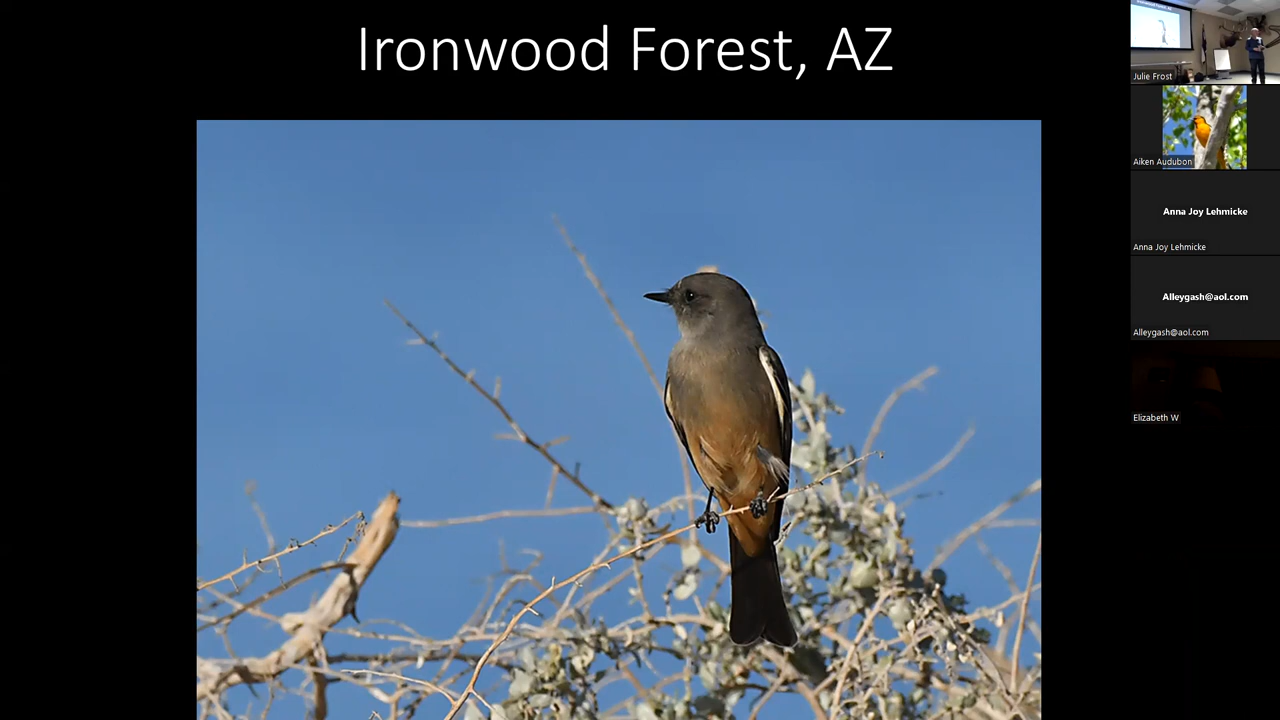 Ironwood Forest, AZ
Julie Frost
Aiken Audubon
Anna Joy Lehmicke
Anna Joy Lehmicke
Alleygash@aol.com
Alleygash@aol.com
Elizabeth W